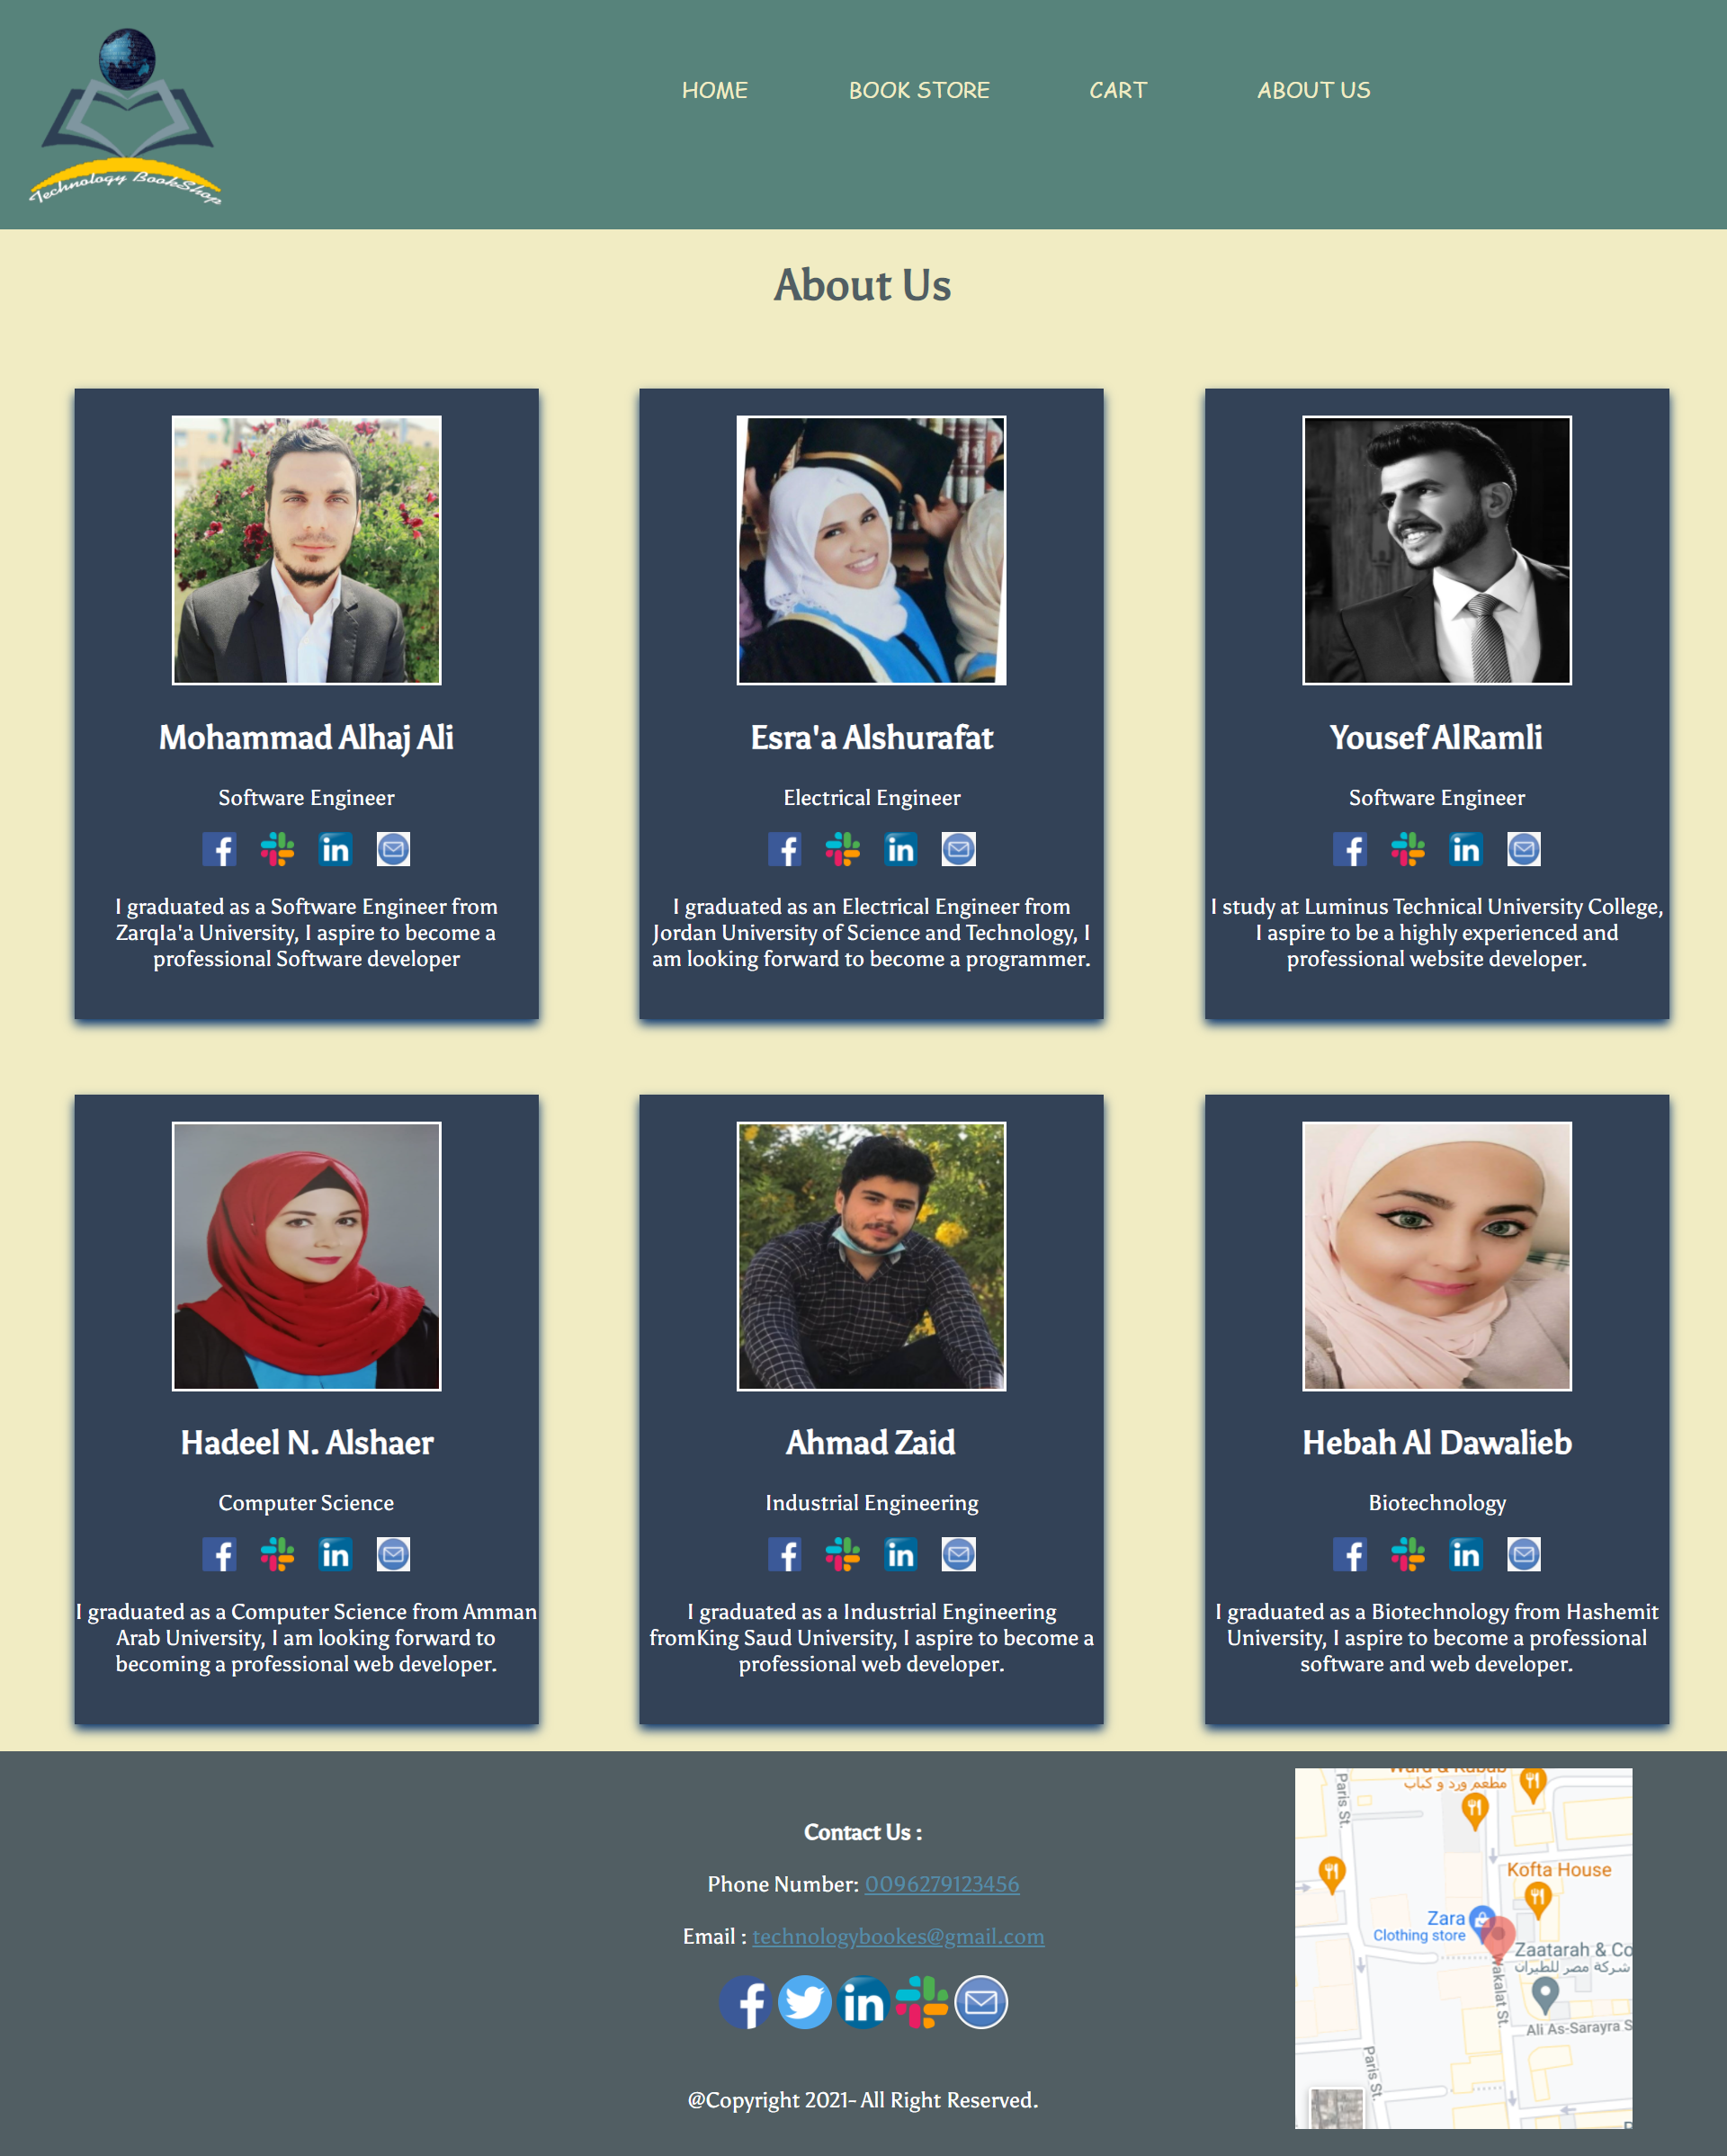 Technology BookShop
HOME
BOOK STORE
CART
ABOUT US
About Us
Mohammad Alhaj Ali
Software Engineer
I graduated as a Software Engineer from
ZarqIa'a University, I aspire to become a
professional Software developer
Esra'a Alshurafat
Electrical Engineer
I graduated as an Electrical Engineer from
Jordan University of Science and Technology, I
am looking forward to become a programmer.
Yousef AlRamli
Software Engineer
I study at Luminus Technical University College,
I aspire to be a highly experienced and
professional website developer.
Hadeel N. Alshaer
Computer Science
I graduated as a Computer Science from Amman
Arab University, I am looking forward to
becoming a professional web developer.
Ahmad Zaid
Industrial Engineering
I graduated as a Industrial Engineering
fromKing Saud University, I aspire to become a
professional web developer.
Hebah Al Dawalieb
Biotechnology
I graduated as a Biotechnology from Hashemit
University, I aspire to become a professional
software and web developer.
Contact Us :
Phone Number: 0096279123456
Email : technologybookes@gmail.com
@Copyright 2021- All Right Reserved.
Paris St.
Ward & Kabab
مطعم ورد و كباب
Kofta House
Zara
Clothing store
Zaatarah & Co
شركة مصر للطيران
Wakalat St.
Ali As-Sarayra S
Paris St.